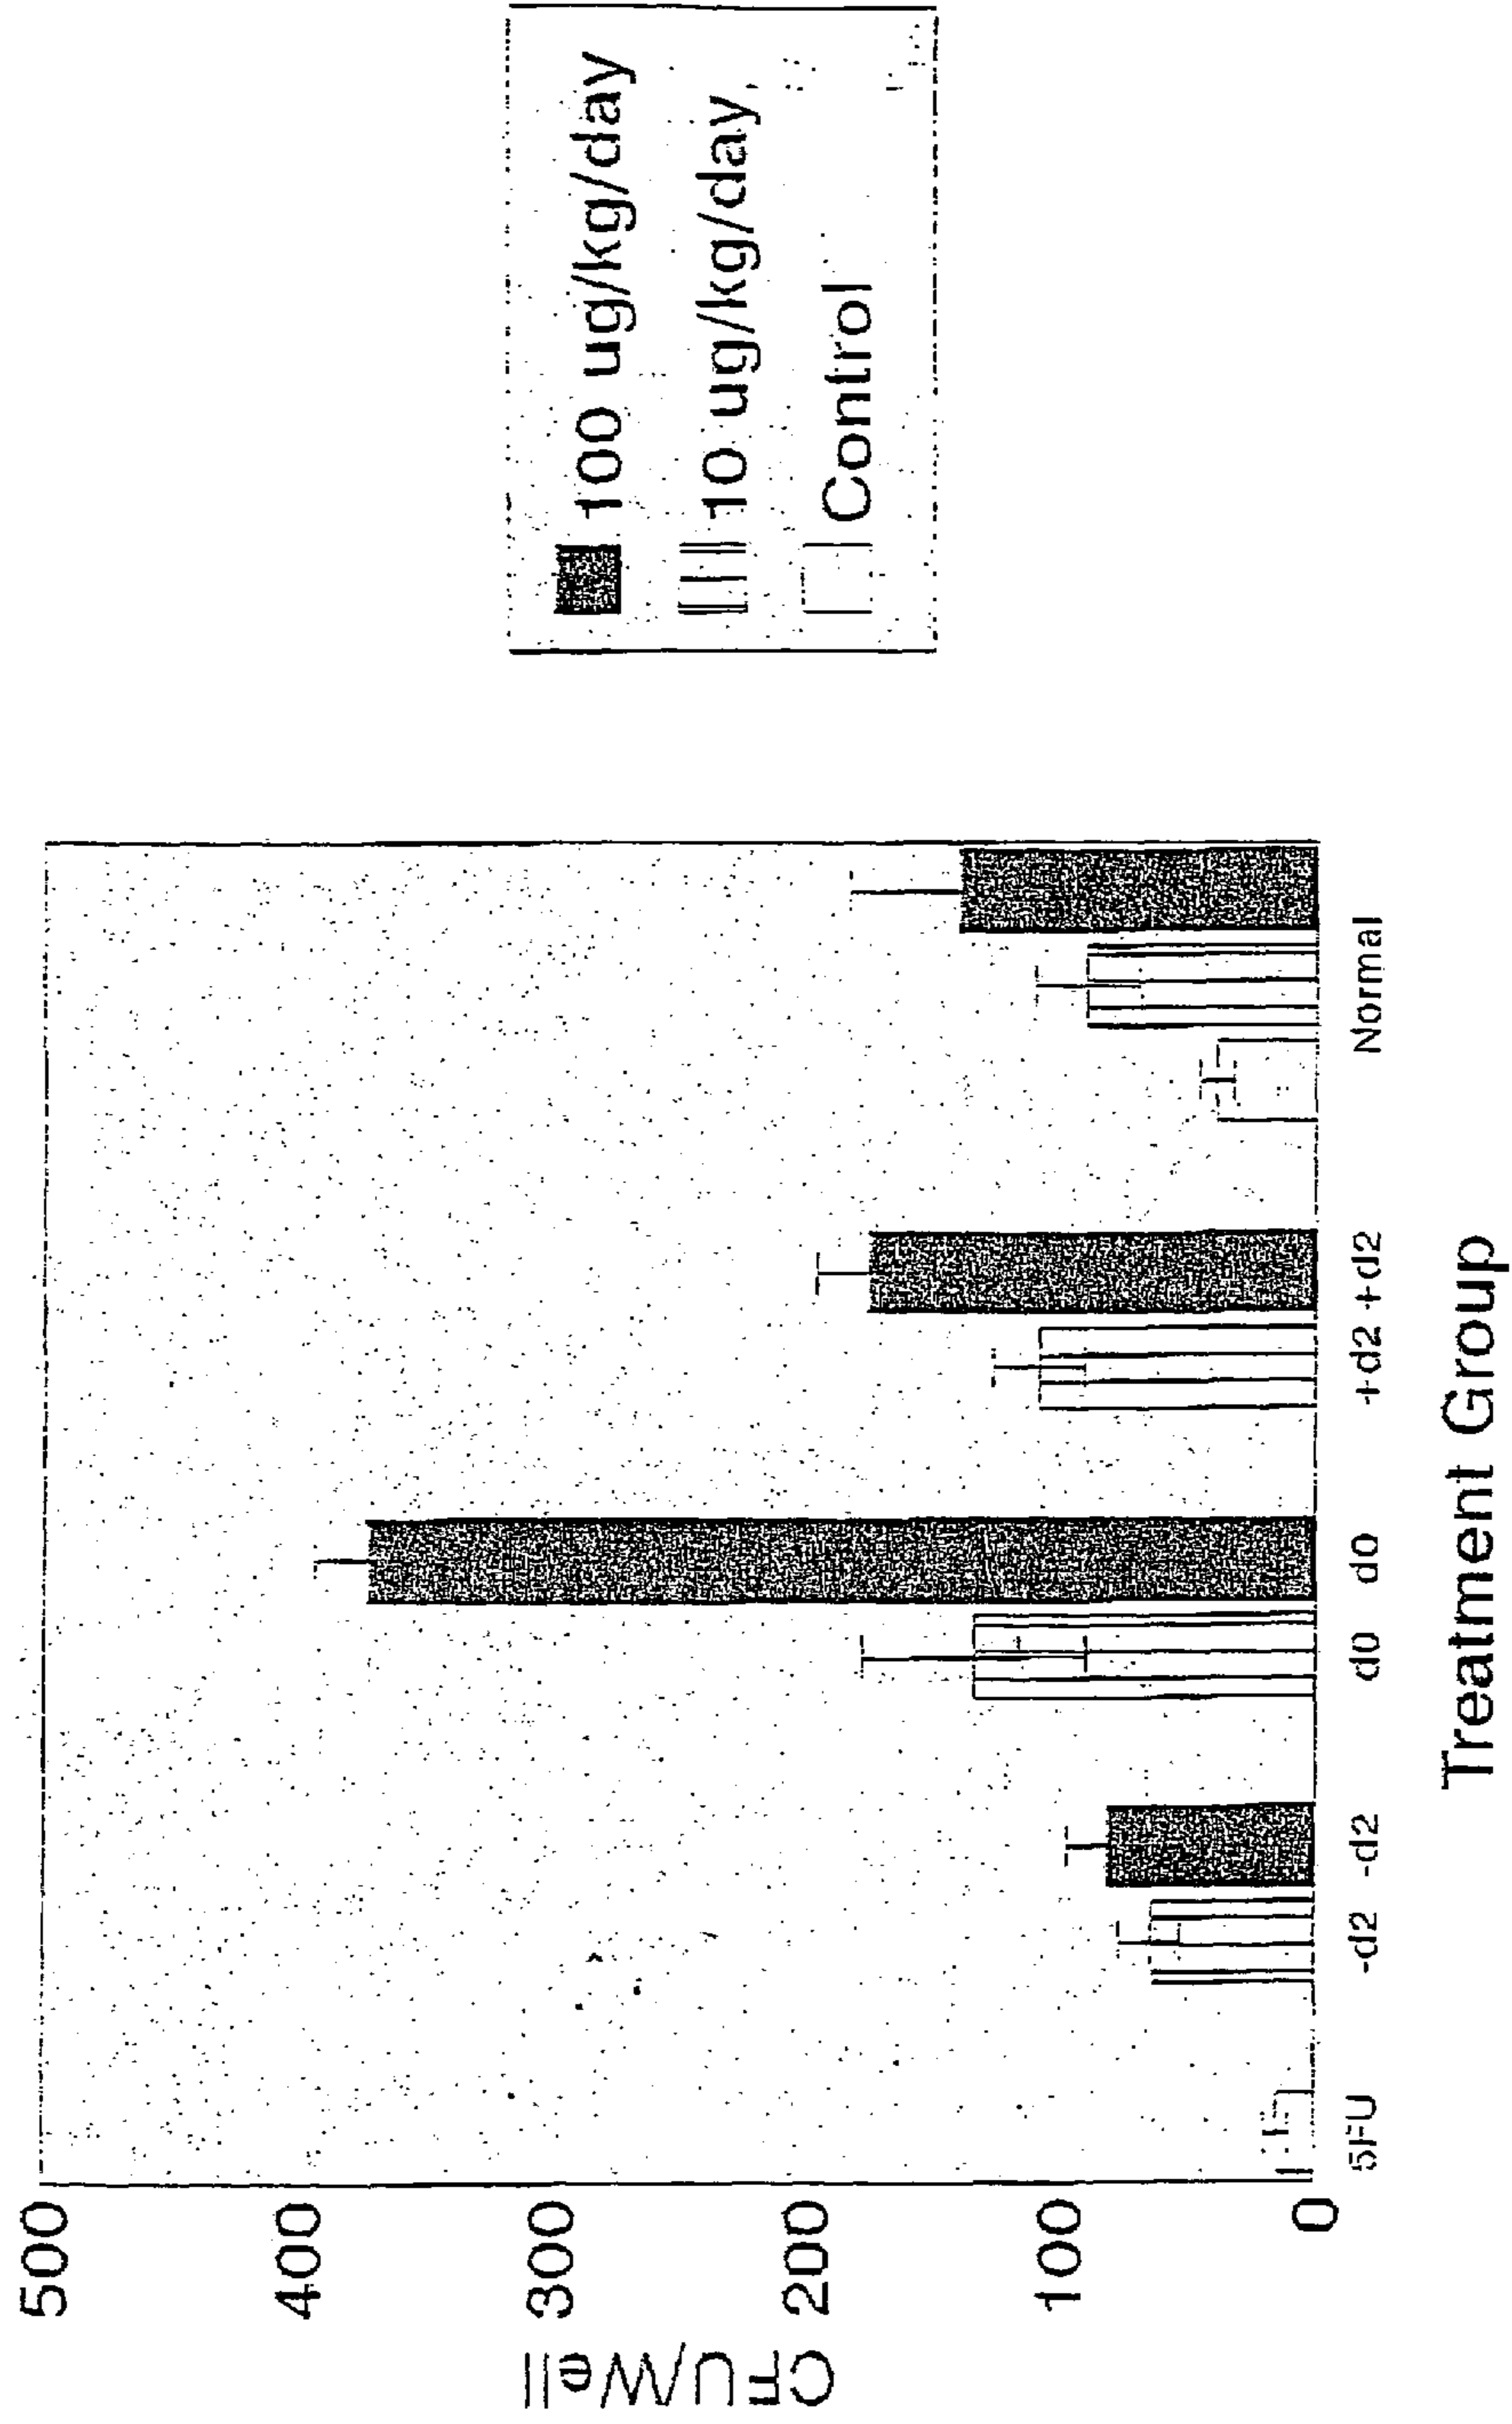 CFU/Well
500
400
300
200
100
0
5FU
-d2
-d2
d0
d0
+d2
+d2
Normal
Treatment Group
100 ug/kg/day
10 ug/kg/day
Control